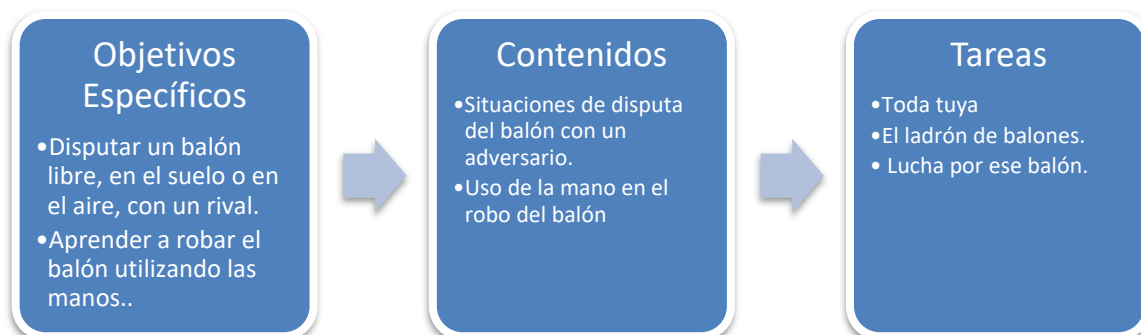 Objetivos
Específicos
•Disputar un balón
libre, en el suelo o en
el aire, con un rival.
•Aprender a robar el
balón utilizando las
manos..
Contenidos
•Situaciones de disputa
del balón con un
adversario.
•Uso de la mano en el
robo del balón
Tareas
•Toda tuya
•El ladrón de balones.
• Lucha por ese balón.